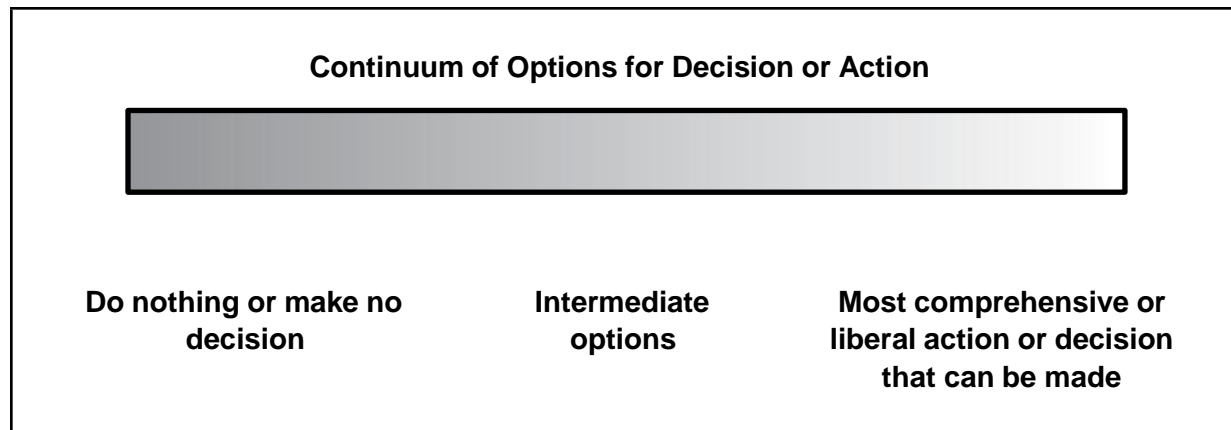 Continuum of Options for Decision or Action
Do nothing or make no
decision
Intermediate
options
Most comprehensive or
liberal action or decision
that can be made